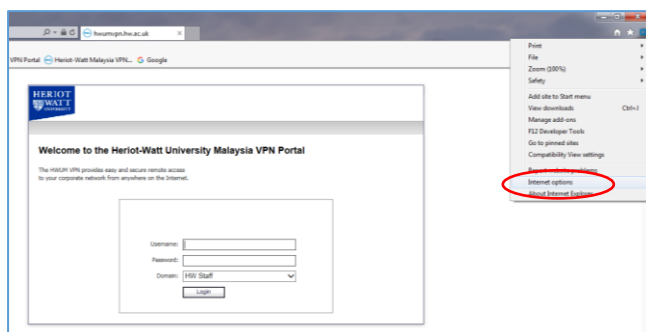 hwumvpn.hw.ac.uk
VPN Portal Heriot-Watt Malaysia VPN... Google
HERIOT
WATT
UNIVERSITY
Welcome to the Heriot-Watt University Malaysia VPN Portal
The HWUM VPN provides easy and secure remote access
to your corporate network from anywhere on the Internet.
Username:
Password:
Domain: HW Staff
Login
Print
File
Zoom (100%)
Safety
Add site to Start menu
View downloads Ctrl+J
Manage add-ons
F12 Developer Tools
Go to pinned sites
Compatibility View settings
Report website problems
Internet options
About Internet Explorer